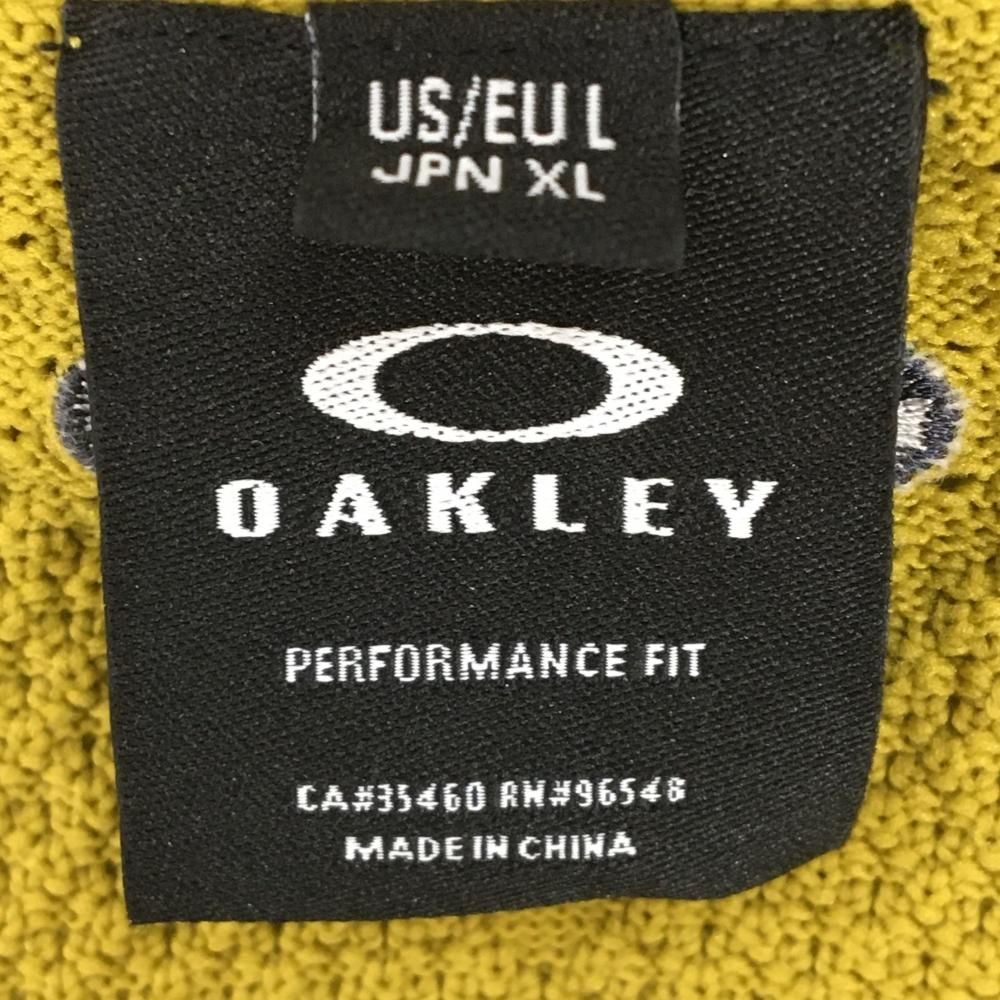 US/EU L
JPN XL
OAKLEY
PERFORMANCE FIT
CA#35460 RN#96548
MADE IN CHINA